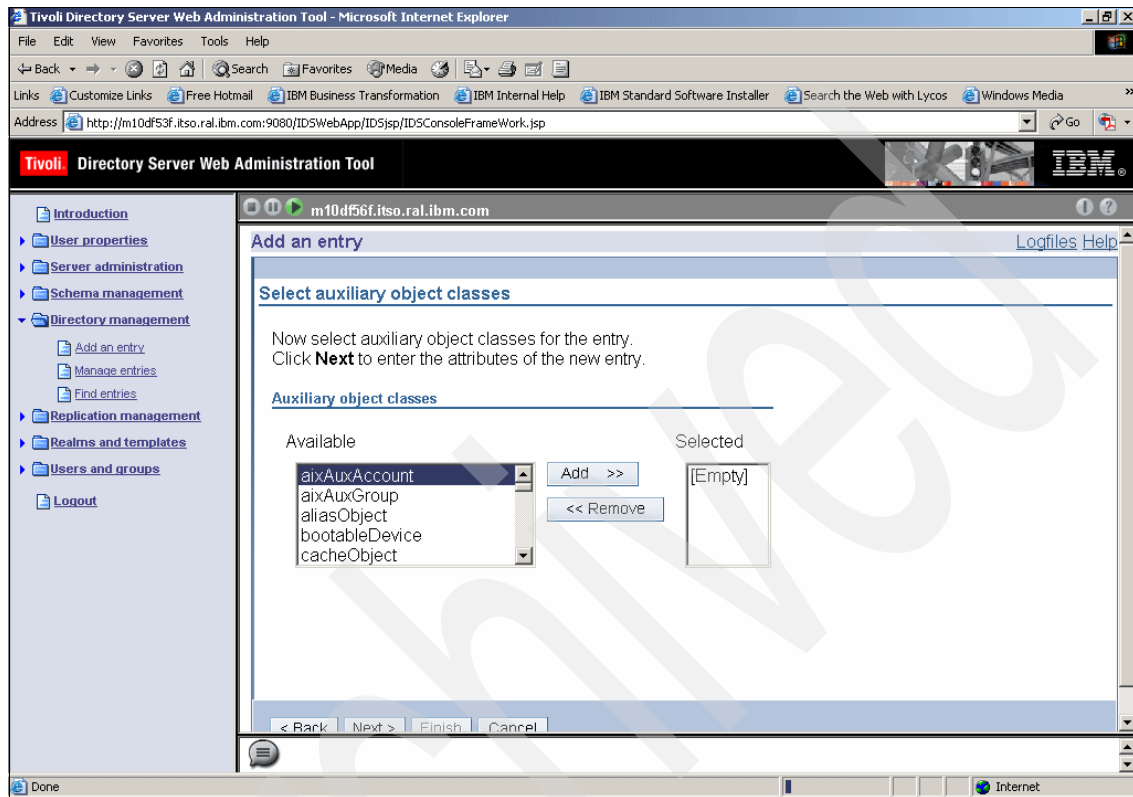 Tivoli Directory Server Web Administration Tool - Microsoft Internet Explorer
File Edit View Favorites Tools Help
Back Search Favorites Media
Links Customize Links Free Hotmail IBM Business Transformation IBM Internal Help IBM Standard Software Installer Search the Web with Lycos Windows Media »
Address http://m10df53f.itso.ral.ibm.com:9080/IDSWebApp/IDSjsp/IDSConsoleFrameWork.jsp Go
Tivoli. Directory Server Web Administration Tool IBM®
m10df56f.itso.ral.ibm.com
Introduction
User properties
Server administration
Schema management
Directory management
Add an entry
Manage entries
Find entries
Replication management
Realms and templates
Users and groups
Logout
Add an entry Logfiles Help
Select auxiliary object classes
Now select auxiliary object classes for the entry.
Click Next to enter the attributes of the new entry.
Auxiliary object classes
Available Selected
aixAuxAccount
aixAuxGroup
aliasObject
bootableDevice
cacheObject
Add >>
<< Remove
[Empty]
< Back Next > Finish Cancel
Done Internet